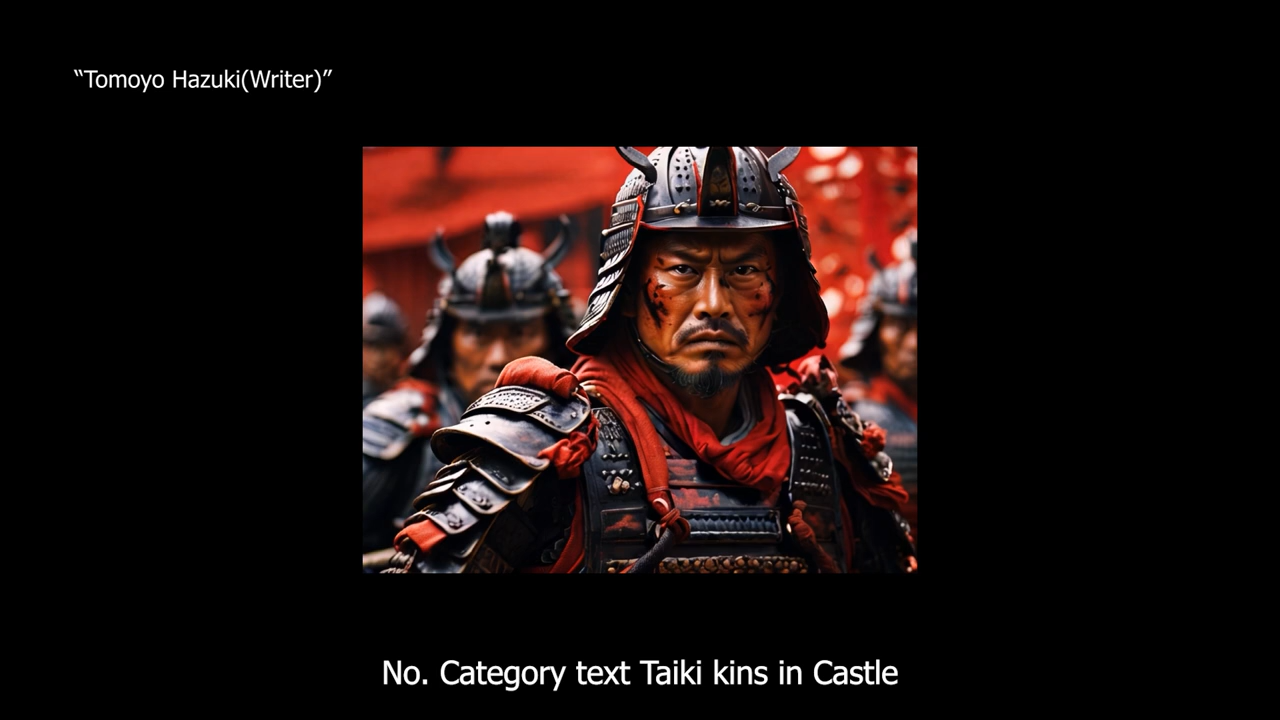 “Tomoyo Hazuki(Writer)”
No. Category text Taiki kins in Castle